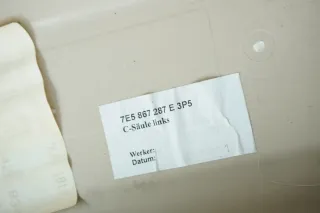 7E5 867 287 E 3P5
C-Säule links
Werker:
Datum: